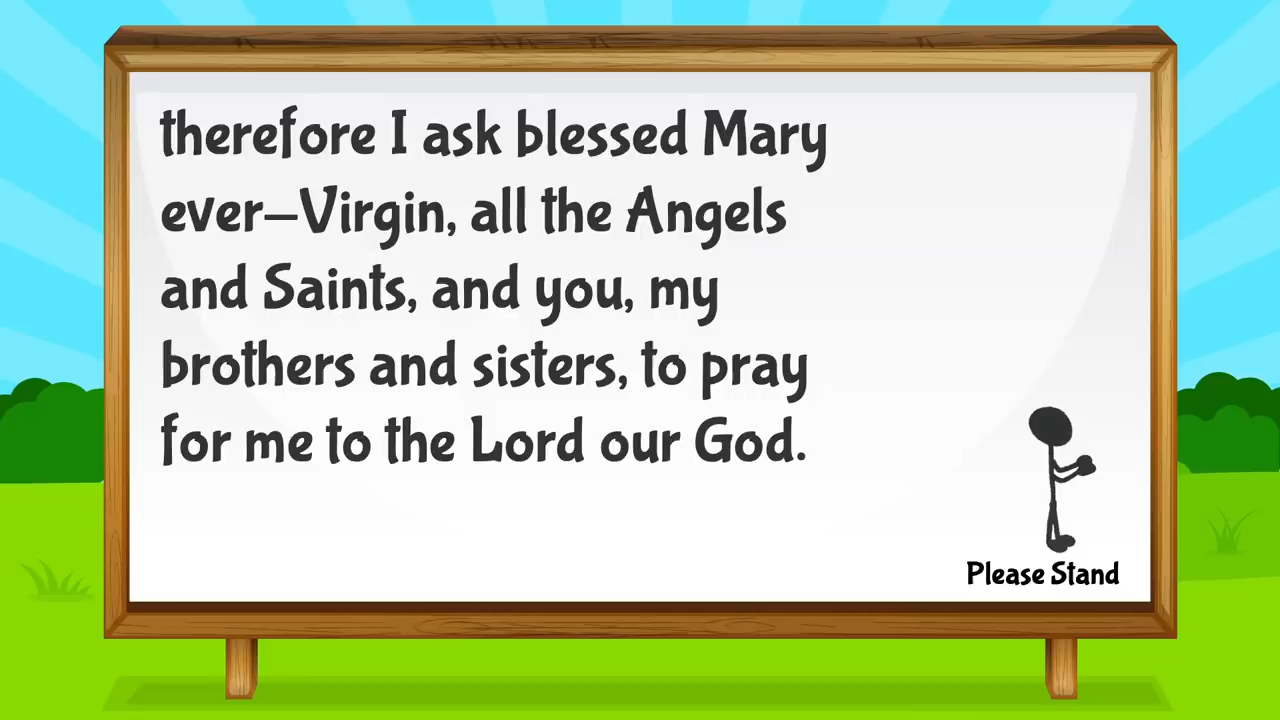 therefore I ask blessed Mary
ever–Virgin, all the Angels
and Saints, and you, my
brothers and sisters, to pray
for me to the Lord our God.
Please Stand